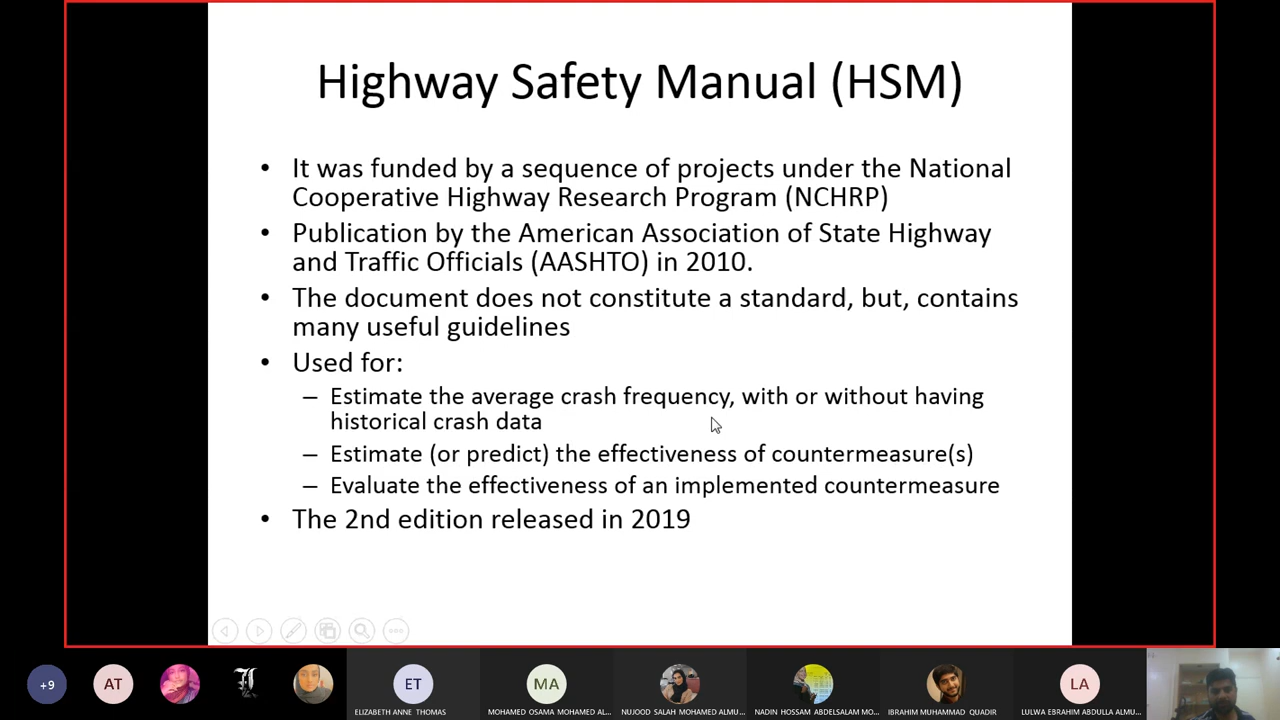 Highway Safety Manual (HSM)
• It was funded by a sequence of projects under the National
Cooperative Highway Research Program (NCHRP)
• Publication by the American Association of State Highway
and Traffic Officials (AASHTO) in 2010.
• The document does not constitute a standard, but, contains
many useful guidelines
• Used for:
– Estimate the average crash frequency, with or without having
historical crash data
– Estimate (or predict) the effectiveness of countermeasure(s)
– Evaluate the effectiveness of an implemented countermeasure
• The 2nd edition released in 2019
+9
AT
ET
MA
LA
ELIZABETH ANNE THOMAS
MOHAMED OSAMA MOHAMED AL...
NUJOOD SALAH MOHAMED ALMU...
NADIN HOSSAM ABDELSALAM MO...
IBRAHIM MUHAMMAD QUADIR
LULWA EBRAHIM ABDULLA ALMU...